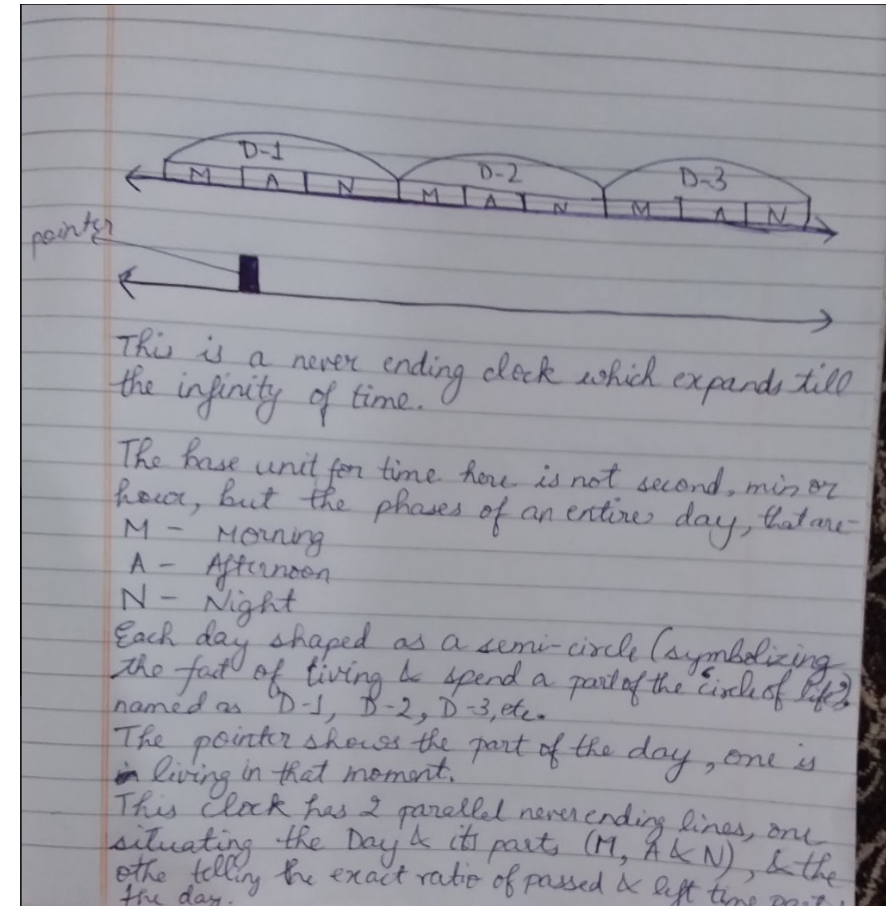 D-1 D-2 D-3
M A N M A N M A N
pointer
This is a never ending clock which expands till
the infinity of time.
The base unit for time here is not second, min or
hour, but the phases of an entire day, that are-
M - Morning
A - Afternoon
N - Night
Each day shaped as a semi-circle (symbolizing
the fact of living & spend a part of the circle of life)
named as D-1, D-2, D-3, etc.
The pointer shows the part of the day, one is
living in that moment.
This clock has 2 parallel never ending lines, one
situating the Day & its parts (M, A & N), & the
othe telling the exact ratio of passed & left time
the day.